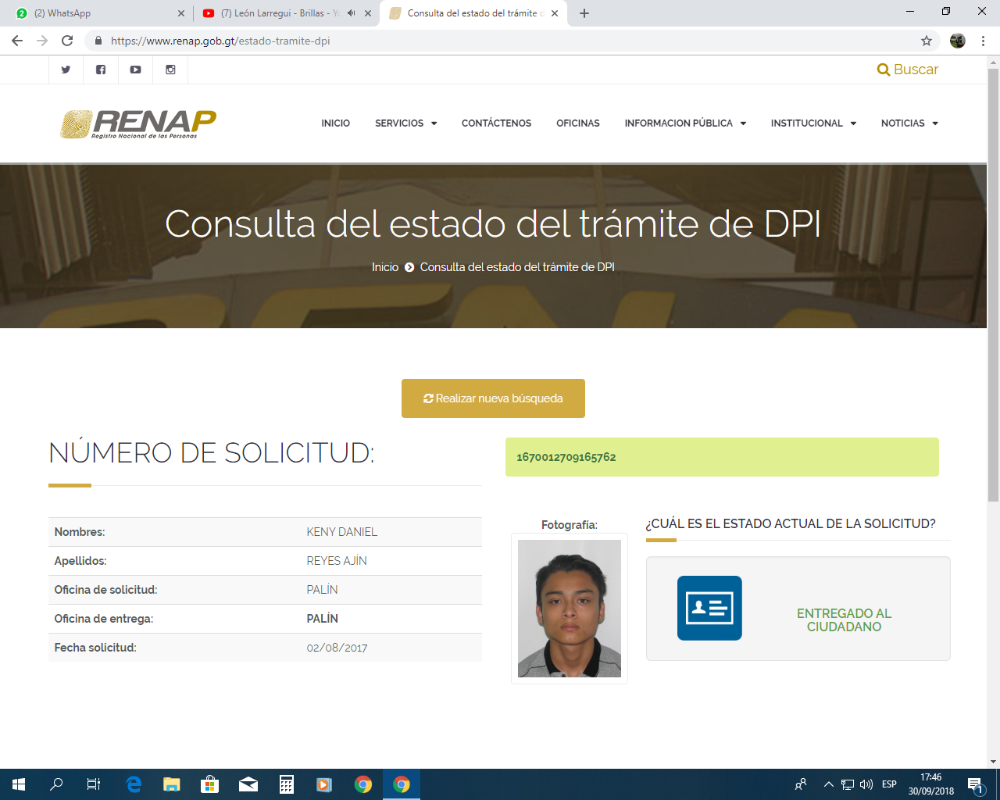 (2) WhatsApp
(7) León Larregui - Brillas - Yo
Consulta del estado del trámite d
https://www.renap.gob.gt/estado-tramite-dpi
Buscar
RENAP
Registro Nacional de las Personas
INICIO SERVICIOS CONTÁCTENOS OFICINAS INFORMACION PÚBLICA INSTITUCIONAL NOTICIAS
Consulta del estado del trámite de DPI
Inicio Consulta del estado del trámite de DPI
Realizar nueva búsqueda
NÚMERO DE SOLICITUD:
1670012709165762
Nombres: KENY DANIEL
Apellidos: REYES AJÍN
Oficina de solicitud: PALÍN
Oficina de entrega: PALÍN
Fecha solicitud: 02/08/2017
Fotografía:
¿CUÁL ES EL ESTADO ACTUAL DE LA SOLICITUD?
ENTREGADO AL
CIUDADANO
ESP
17:46
30/09/2018
1